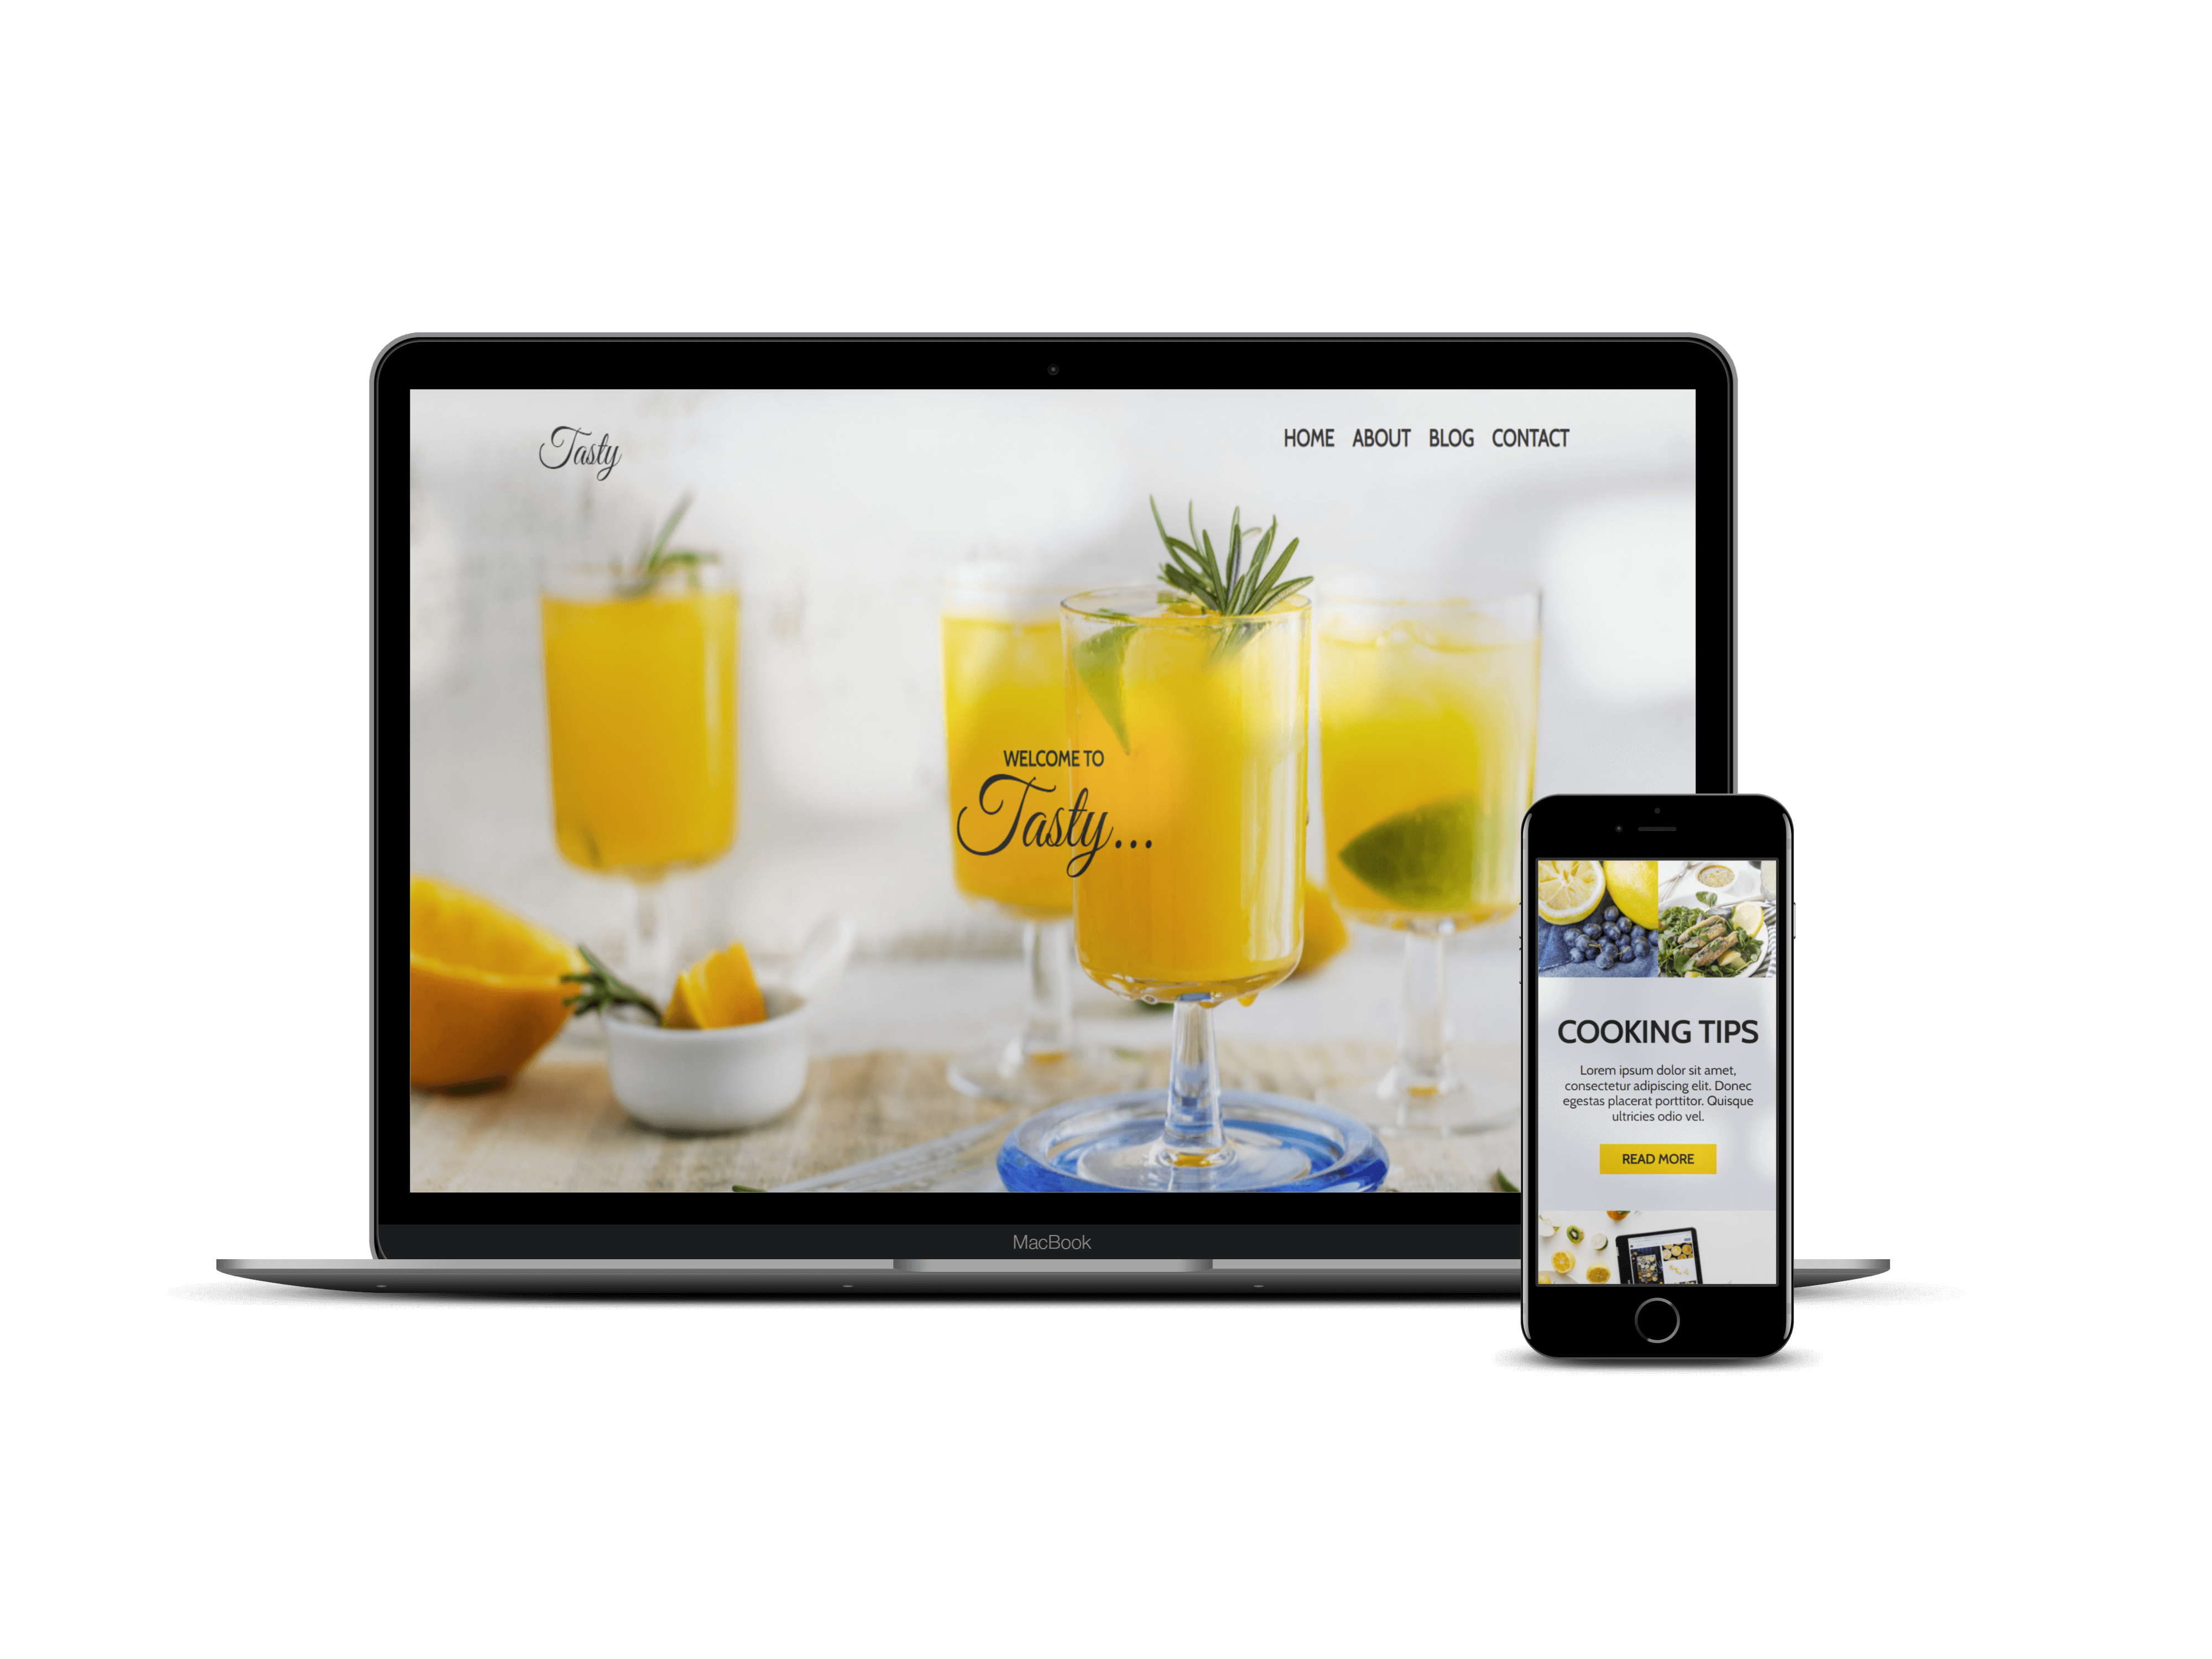 Tasty
HOME ABOUT BLOG CONTACT
WELCOME TO
Tasty...
MacBook
COOKING TIPS
Lorem ipsum dolor sit amet,
consectetur adipiscing elit. Donec
egestas placerat porttitor. Quisque
ultricies odio vel.
READ MORE